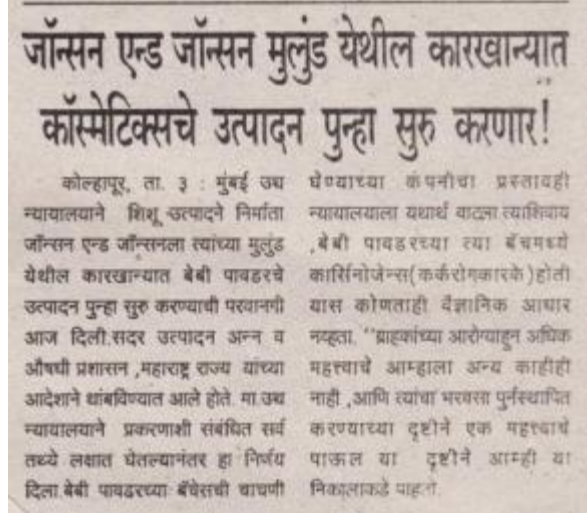 जॉन्सन एन्ड जॉन्सन मुलुंड येथील कारखान्यात
कॉस्मेटिक्सचे उत्पादन पुन्हा सुरु करणार!
कोल्हापूर, ता. ३ : मुंबई उच्च
न्यायालयाने शिशू उत्पादने निर्माता
जॉन्सन एन्ड जॉन्सनला त्यांच्या मुलुंड
येथील कारखान्यात बेबी पावडरचे
उत्पादन पुन्हा सुरु करण्याची परवानगी
आज दिली.सदर उत्पादन अन्न व
औषधी प्रशासन ,महाराष्ट्र राज्य यांच्या
आदेशाने थांबविण्यात आले होते. मा.उच्च
न्यायालयाने प्रकरणाशी संबंधित सर्व
तथ्ये लक्षात घेतल्यानंतर हा निर्णय
दिला.बेबी पावडरच्या बॅचेसची चाचणी
घेण्याच्या कंपनीचा प्रस्तावही
न्यायालयाला यथार्थ वाटला.त्याशिवाय
,बेबी पावडरच्या त्या बॅचमध्ये
कार्सिनोजेन्स(कर्करोगकारके)होती
यास कोणताही वैज्ञानिक आधार
नव्हता. "ग्राहकांच्या आरोग्याहुन अधिक
महत्त्वाचे आम्हाला अन्य काहीही
नाही ,आणि त्यांचा भरवसा पुर्नस्थापित
करण्याच्या दृष्टीने एक महत्त्वाचे
पाऊल या दृष्टीने आम्ही या
निकालाकडे पाहतो.